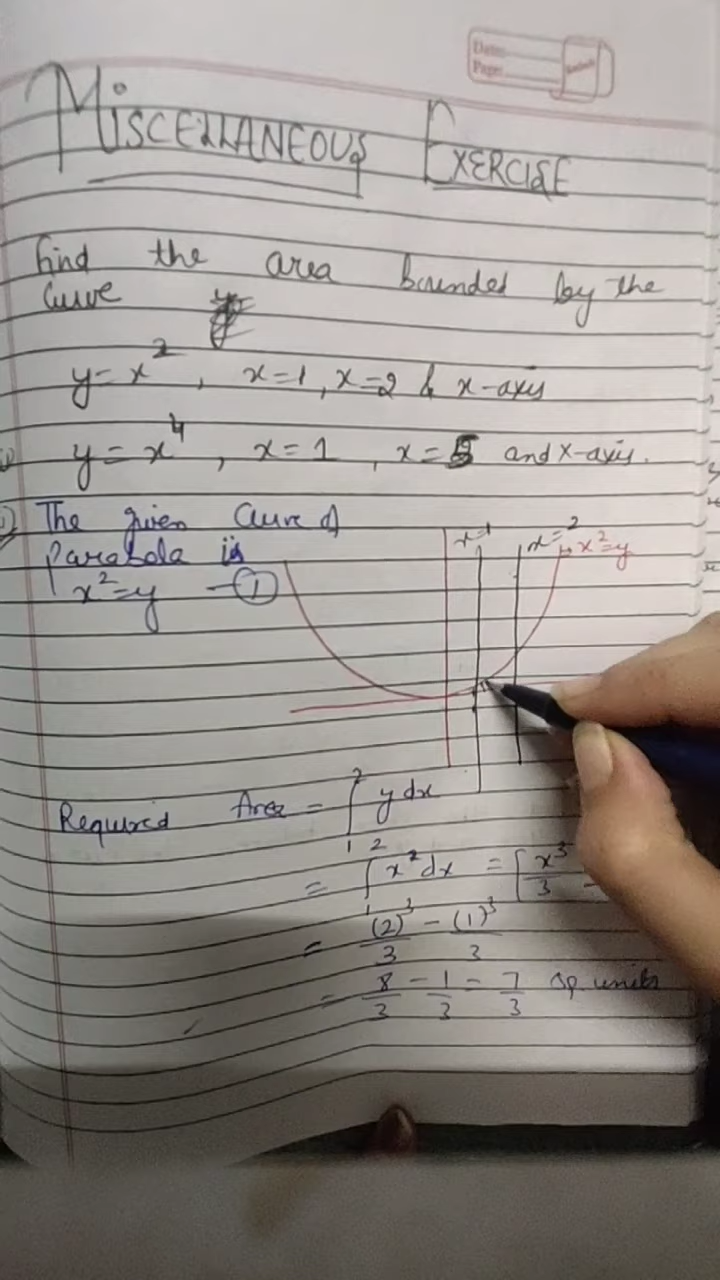 Date:
Page:
MISCELLANEOUS EXERCISE
Find the area bounded by the
curve
y=x², x=1, x=2 & x-axis
y=x⁴, x=1, x=5 and x-axis.
The given curve of
parabola is
x²=y —①
x=1
x=2
x²=y
Required Area = ∫₁² y dx
= ∫₁² x² dx = [x³/3
= (2)³/3 - (1)³/3
= 8/3 - 1/3 = 7/3 sq units